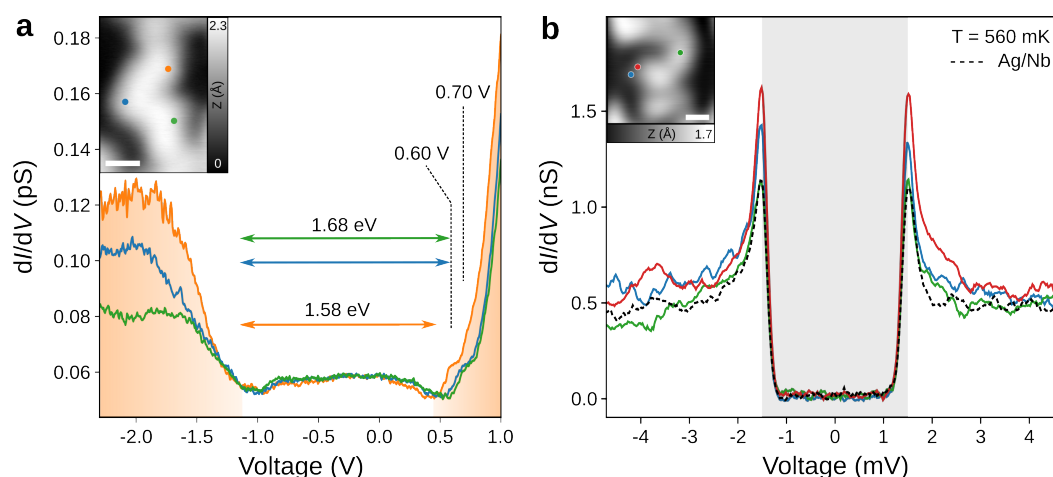 a
2.3
Z (Å)
0
0.70 V
0.60 V
1.68 eV
1.58 eV
0.18
0.16
0.14
0.12
0.10
0.08
0.06
dI/dV (pS)
-2.0 -1.5 -1.0 -0.5 0.0 0.5 1.0
Voltage (V)
b
Z (Å) 1.7
T = 560 mK
Ag/Nb
1.5
1.0
0.5
0.0
dI/dV (nS)
-4 -3 -2 -1 0 1 2 3 4
Voltage (mV)